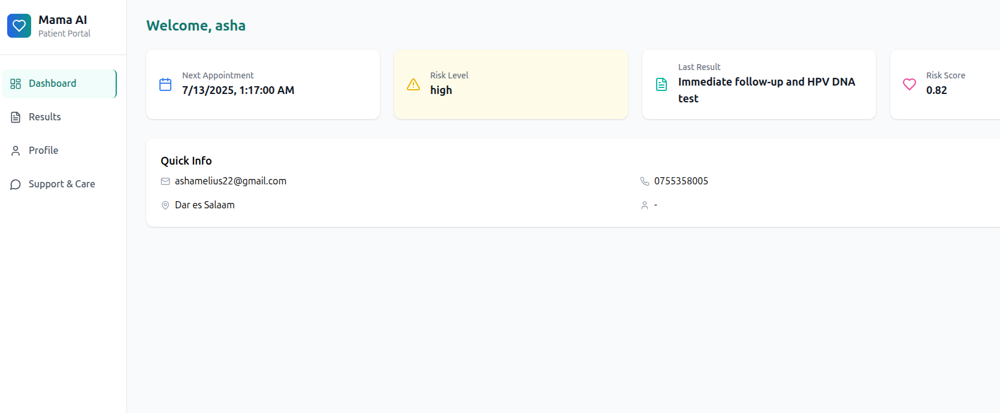 Mama AI
Patient Portal
Dashboard
Results
Profile
Support & Care
Welcome, asha
Next Appointment
7/13/2025, 1:17:00 AM
Risk Level
high
Last Result
Immediate follow-up and HPV DNA
test
Risk Score
0.82
Quick Info
ashamelius22@gmail.com
0755358005
Dar es Salaam
-